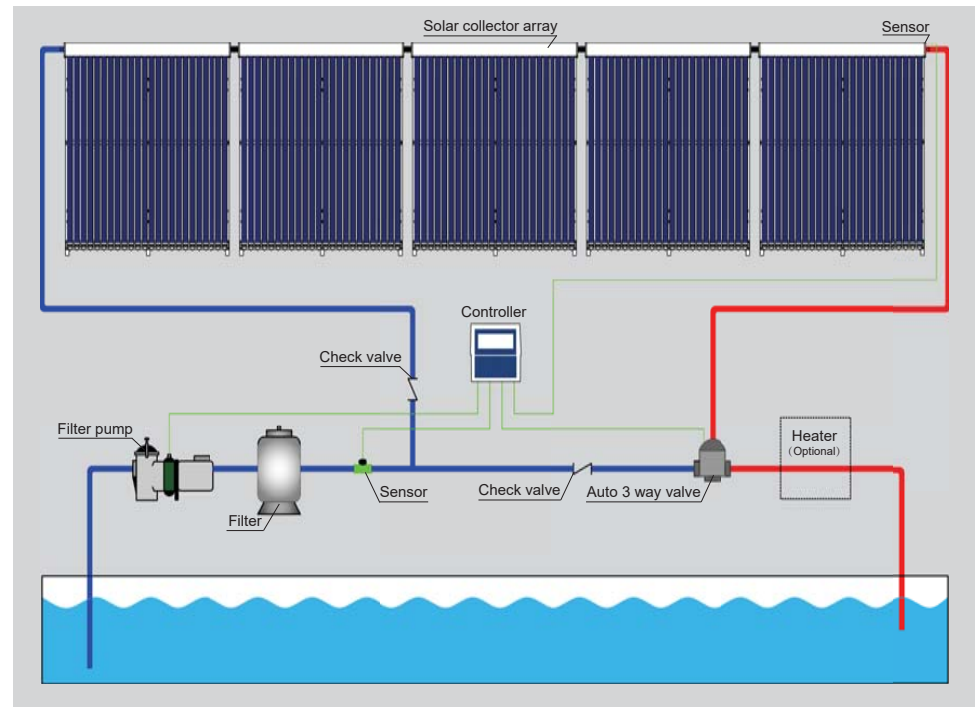 Solar collector array
Sensor
Controller
Check valve
Filter pump
Heater
（Optional）
Sensor
Check valve
Auto 3 way valve
Filter